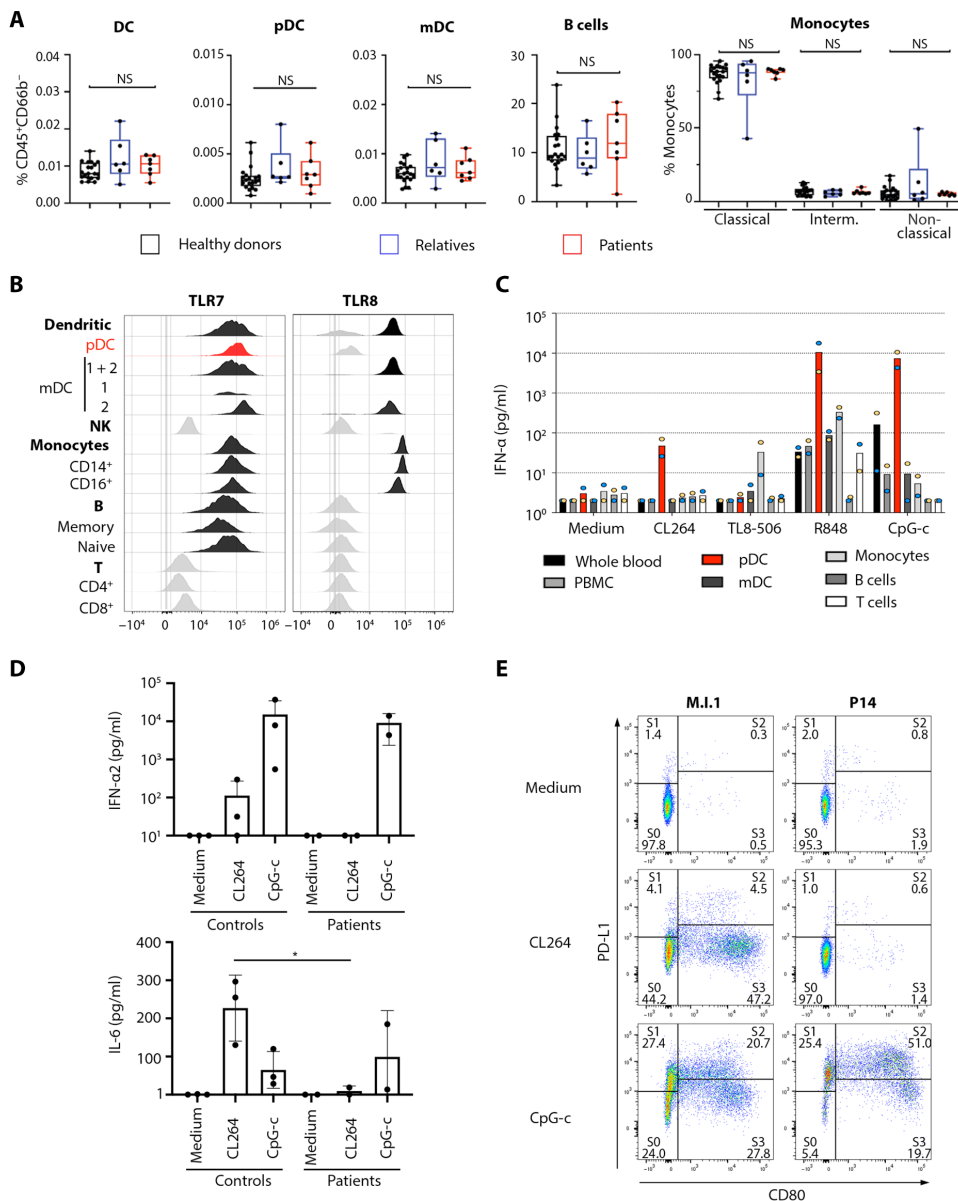 A
DC
pDC
mDC
B cells
Monocytes
% CD45⁺CD66b⁻
0.04
0.03
0.02
0.01
0.00
NS
0.015
0.010
0.005
0.000
NS
0.03
0.02
0.01
0.00
NS
30
20
10
0
NS
% Monocytes
100
50
0
NS
NS
NS
Classical
Interm.
Non-
classical
Healthy donors
Relatives
Patients
B
TLR7
TLR8
Dendritic
pDC
mDC
1 + 2
1
2
NK
Monocytes
CD14⁺
CD16⁺
B
Memory
Naive
T
CD4⁺
CD8⁺
−10⁴ 0 10⁴ 10⁵ 10⁶
−10⁴ 0 10⁴ 10⁵ 10⁶
C
IFN-α (pg/ml)
10⁵
10⁴
10³
10²
10¹
10⁰
Medium CL264 TL8-506 R848 CpG-c
Whole blood
PBMC
pDC
mDC
Monocytes
B cells
T cells
D
IFN-α2 (pg/ml)
10⁵
10⁴
10³
10²
10¹
Medium
CL264
CpG-c
Medium
CL264
CpG-c
Controls
Patients
IL-6 (pg/ml)
400
300
200
100
1
*
Medium
CL264
CpG-c
Medium
CL264
CpG-c
Controls
Patients
E
M.I.1
P14
Medium
S1
1.4
S2
0.3
S0
97.8
S3
0.5
S1
2.0
S2
0.8
S0
95.3
S3
1.9
CL264
S1
4.1
S2
4.5
S0
44.2
S3
47.2
S1
1.0
S2
0.6
S0
97.0
S3
1.4
CpG-c
S1
27.4
S2
20.7
S0
24.0
S3
27.8
S1
25.4
S2
51.0
S0
5.4
S3
19.7
PD-L1
CD80